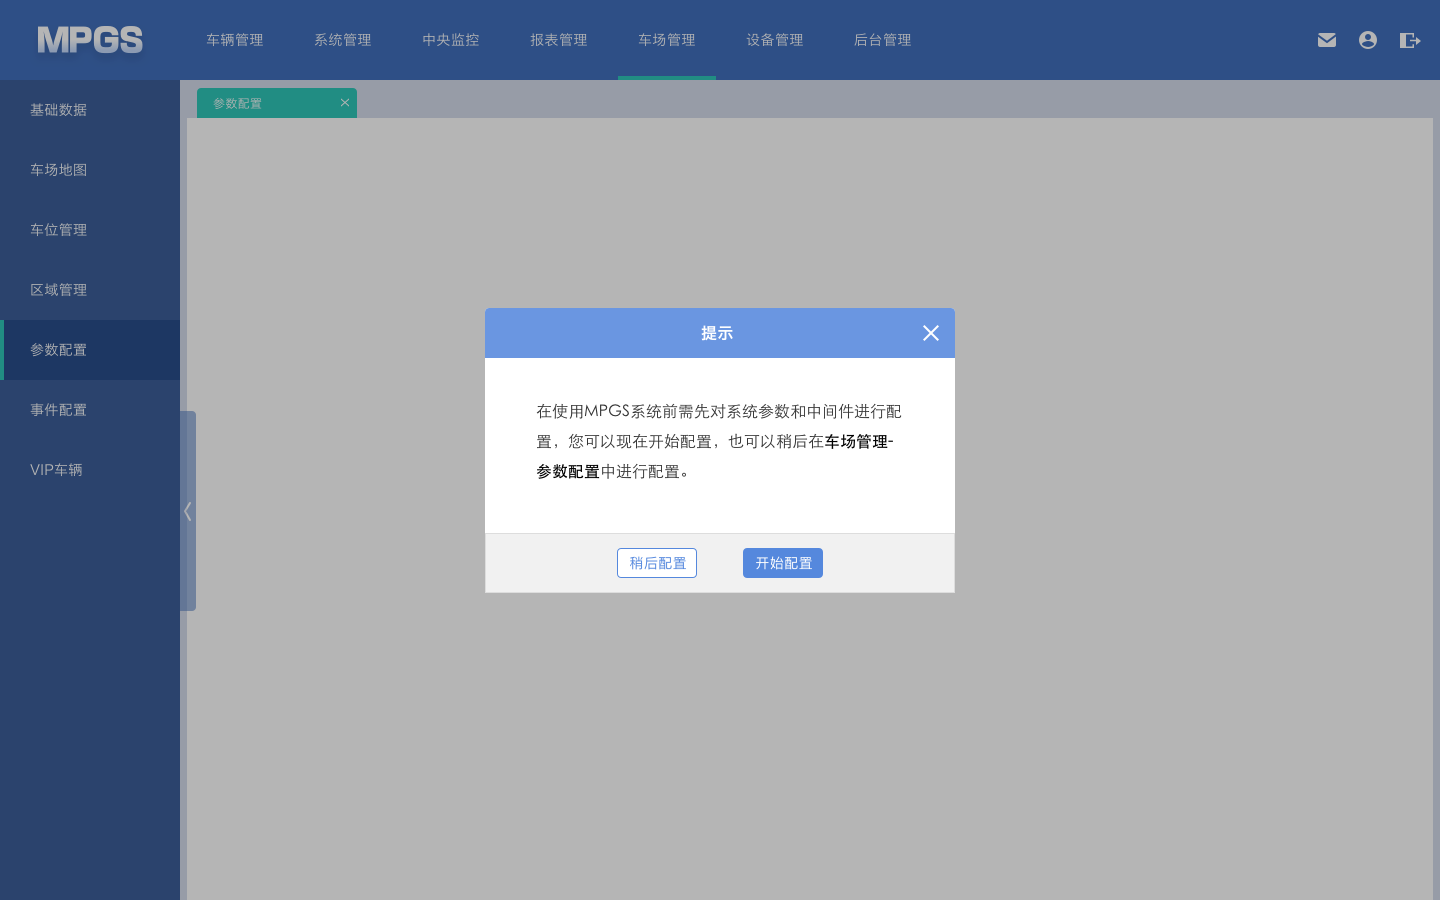 MPGS
车辆管理
系统管理
中央监控
报表管理
车场管理
设备管理
后台管理
基础数据
车场地图
车位管理
区域管理
参数配置
事件配置
VIP车辆
参数配置
提示
在使用MPGS系统前需先对系统参数和中间件进行配
置，您可以现在开始配置，也可以稍后在车场管理-
参数配置中进行配置。
稍后配置
开始配置